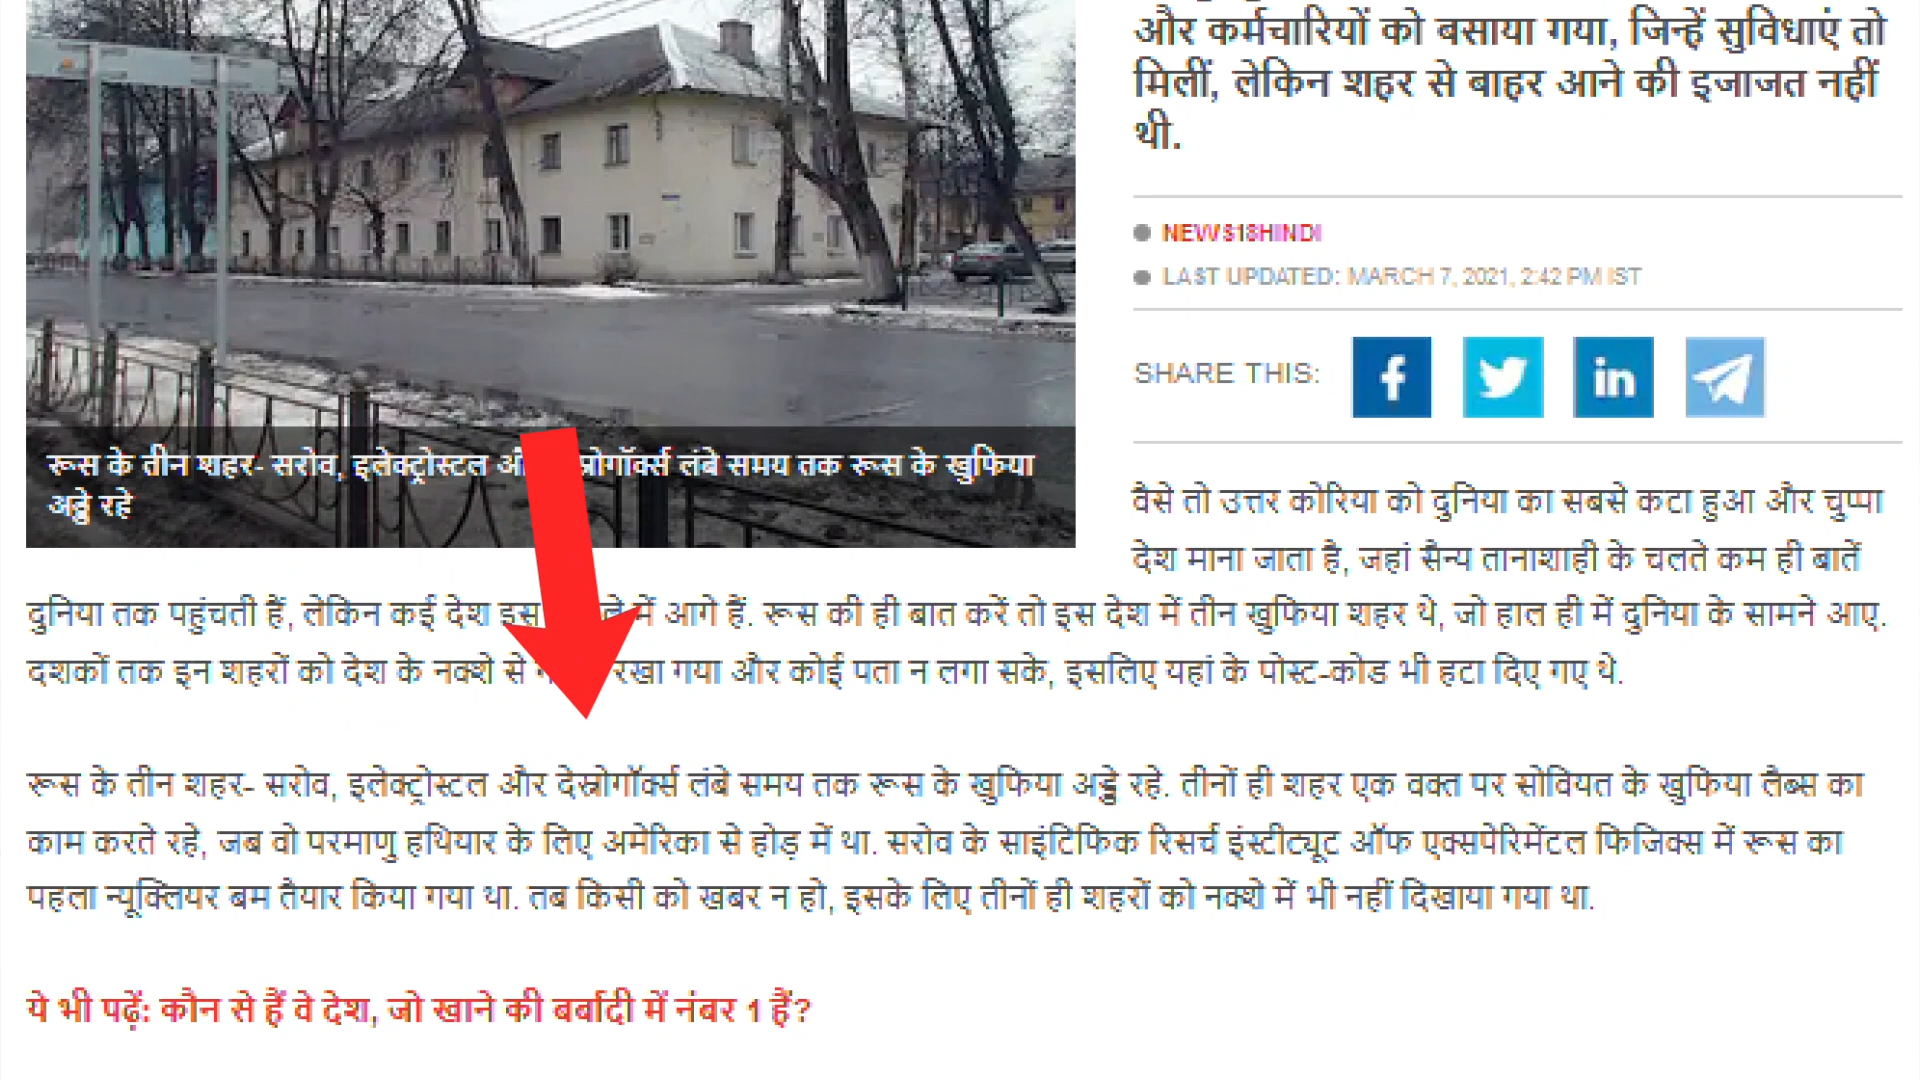 और कर्मचारियों को बसाया गया, जिन्हें सुविधाएं तो
मिलीं, लेकिन शहर से बाहर आने की इजाजत नहीं
थी.
NEWS18HINDI
LAST UPDATED: MARCH 7, 2021, 2:42 PM IST
SHARE THIS:
रूस के तीन शहर- सरोव, इलेक्ट्रोस्टल लंबे समय तक रूस के खुफिया
अड्डे रहे
वैसे तो उत्तर कोरिया को दुनिया का सबसे कटा हुआ और चुप्पा
देश माना जाता है, जहां सैन्य तानाशाही के चलते कम ही बातें
दुनिया तक पहुंचती हैं, लेकिन कई देश इस में आगे हैं. रूस की ही बात करें तो इस देश में तीन खुफिया शहर थे, जो हाल ही में दुनिया के सामने आए.
दशकों तक इन शहरों को देश के नक्शे से रखा गया और कोई पता न लगा सके, इसलिए यहां के पोस्ट-कोड भी हटा दिए गए थे.
रूस के तीन शहर- सरोव, इलेक्ट्रोस्टल और देस्नोगॉर्क्स लंबे समय तक रूस के खुफिया अड्डे रहे. तीनों ही शहर एक वक्त पर सोवियत के खुफिया लैब्स का
काम करते रहे, जब वो परमाणु हथियार के लिए अमेरिका से होड़ में था. सरोव के साइंटिफिक रिसर्च इंस्टीट्यूट ऑफ एक्सपेरिमेंटल फिजिक्स में रूस का
पहला न्यूक्लियर बम तैयार किया गया था. तब किसी को खबर न हो, इसके लिए तीनों ही शहरों को नक्शे में भी नहीं दिखाया गया था.
ये भी पढ़ें: कौन से हैं वे देश, जो खाने की बर्बादी में नंबर 1 हैं?